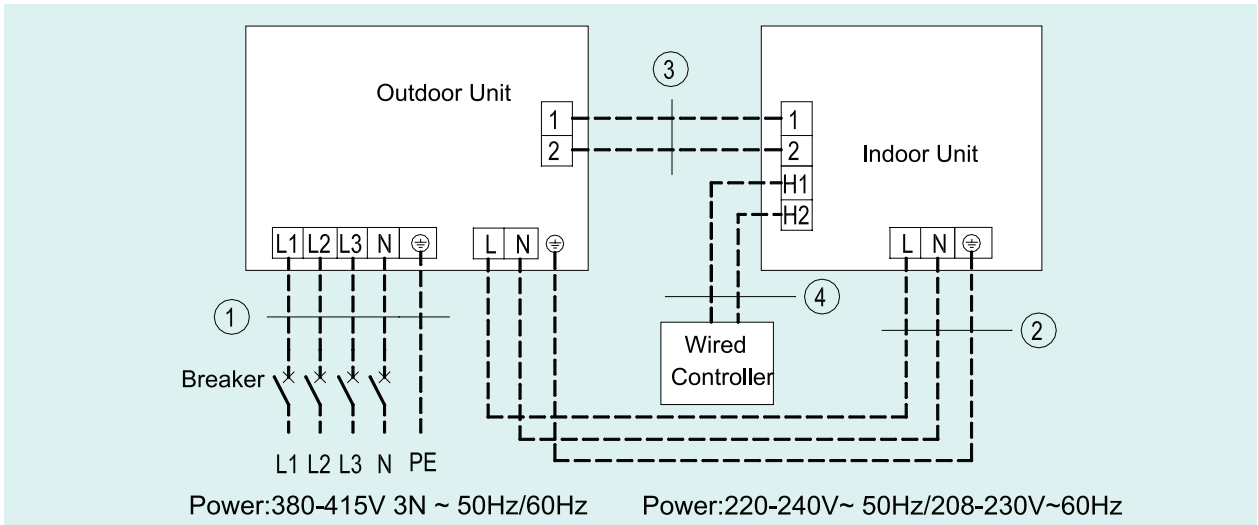 ③
Outdoor Unit
1
1
2
2
Indoor Unit
H1
H2
L1 L2 L3 N
L N
L N
①
④
②
Wired
Controller
Breaker
L1 L2 L3 N PE
Power:380-415V 3N ~ 50Hz/60Hz
Power:220-240V~ 50Hz/208-230V~60Hz